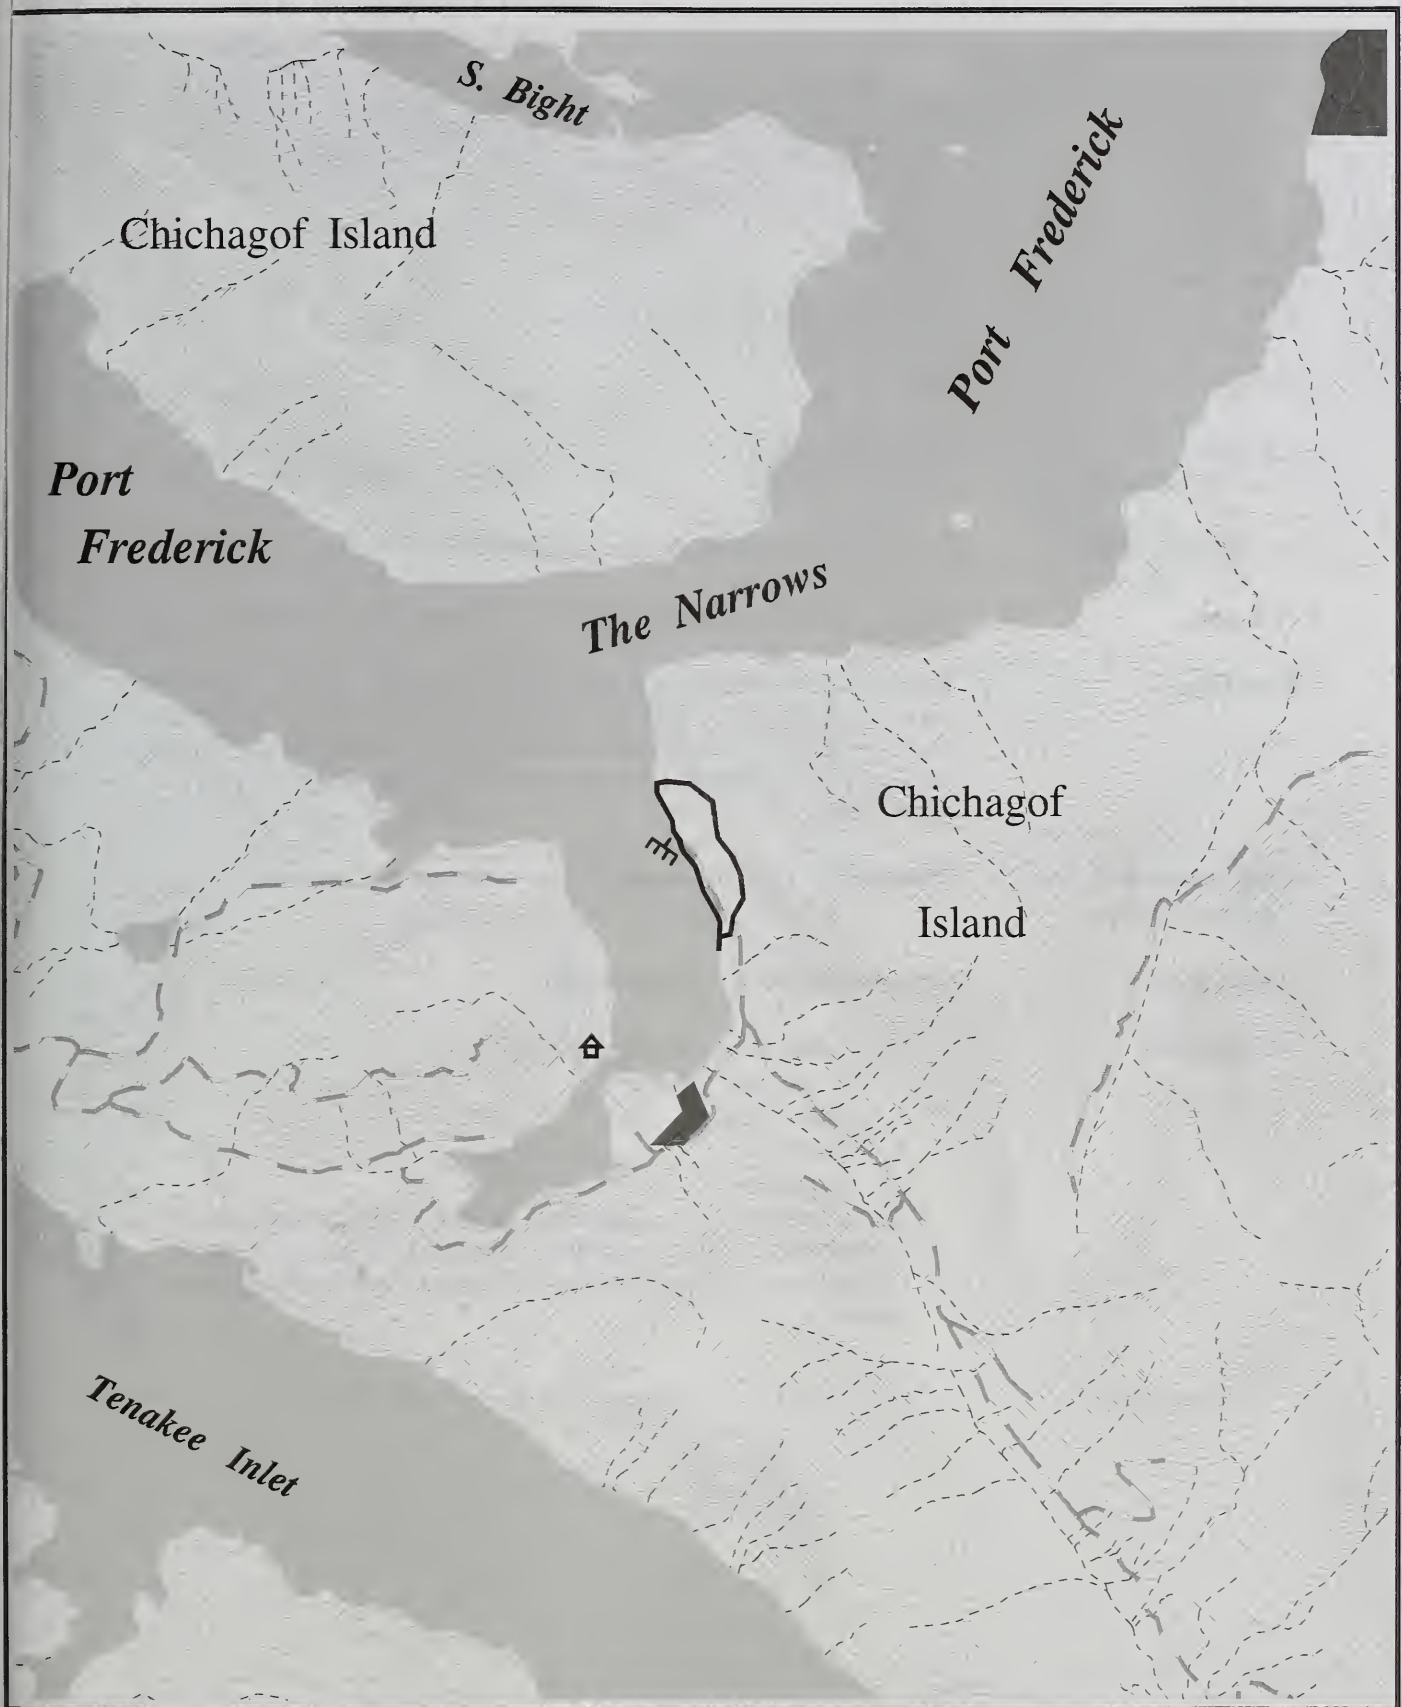 S. Bight
Port Frederick
Chichagof Island
Port
Frederick
The Narrows
Chichagof
Island
Tenakee Inlet